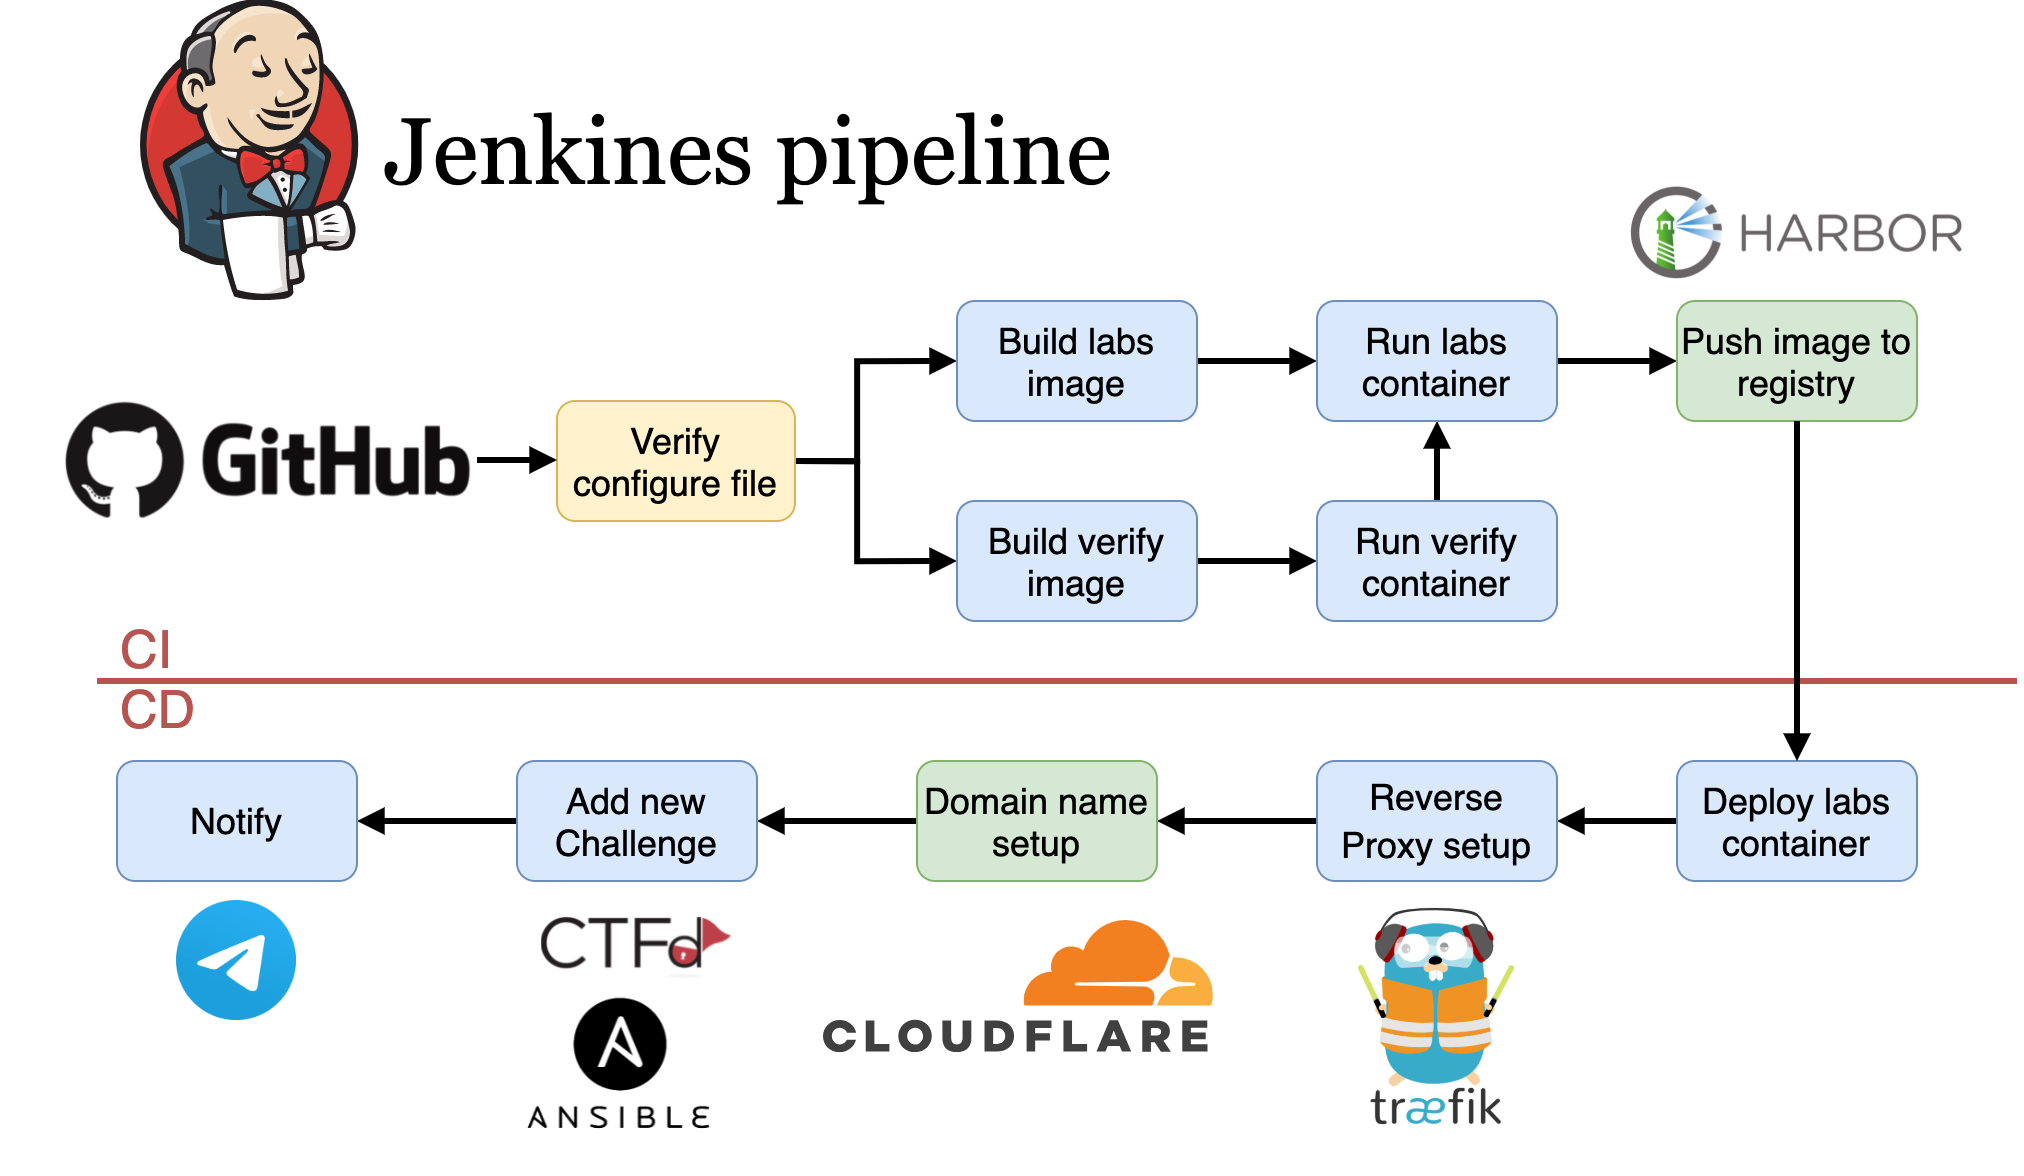 Jenkines pipeline
HARBOR
Build labs
image
Run labs
container
Push image to
registry
GitHub
Verify
configure file
Build verify
image
Run verify
container
CI
CD
Notify
Add new
Challenge
Domain name
setup
Reverse
Proxy setup
Deploy labs
container
CTFd
ANSIBLE
CLOUDFLARE
træfik